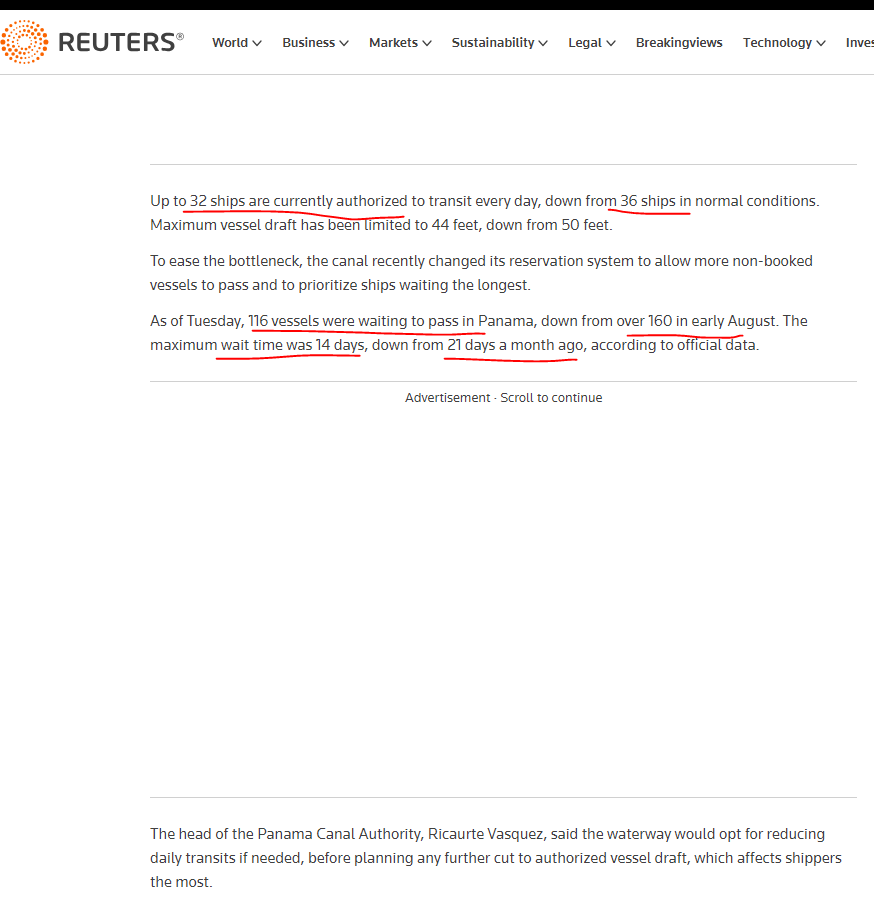 REUTERS®
World Business Markets Sustainability Legal Breakingviews Technology Inves
Up to 32 ships are currently authorized to transit every day, down from 36 ships in normal conditions.
Maximum vessel draft has been limited to 44 feet, down from 50 feet.
To ease the bottleneck, the canal recently changed its reservation system to allow more non-booked
vessels to pass and to prioritize ships waiting the longest.
As of Tuesday, 116 vessels were waiting to pass in Panama, down from over 160 in early August. The
maximum wait time was 14 days, down from 21 days a month ago, according to official data.
Advertisement · Scroll to continue
The head of the Panama Canal Authority, Ricaurte Vasquez, said the waterway would opt for reducing
daily transits if needed, before planning any further cut to authorized vessel draft, which affects shippers
the most.